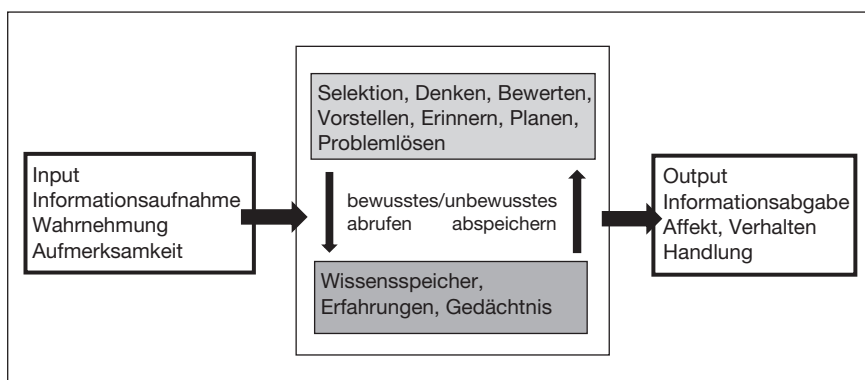 Input
Informationsaufnahme
Wahrnehmung
Aufmerksamkeit
Selektion, Denken, Bewerten,
Vorstellen, Erinnern, Planen,
Problemlösen
bewusstes/unbewusstes
abrufen abspeichern
Wissensspeicher,
Erfahrungen, Gedächtnis
Output
Informationsabgabe
Affekt, Verhalten
Handlung